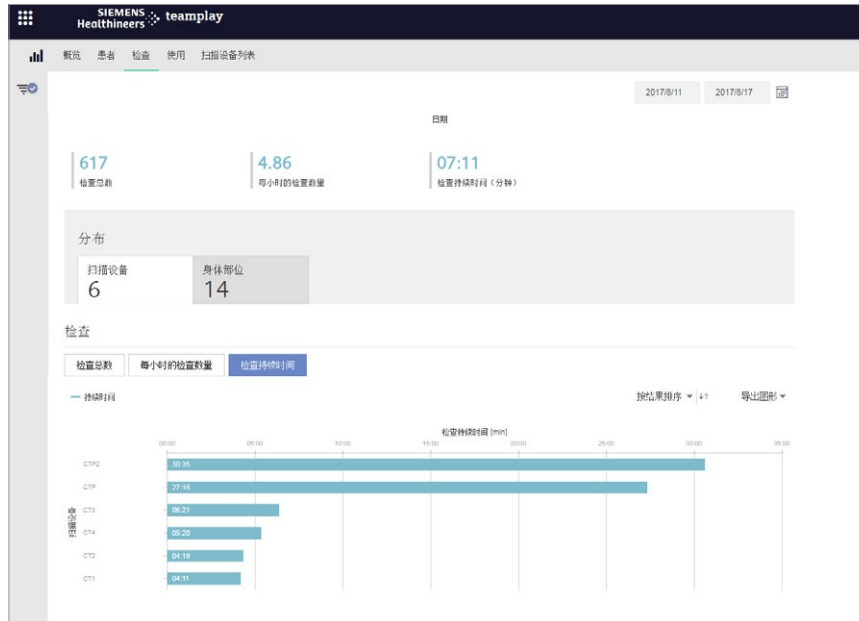 SIEMENS
Healthineers
teamplay
概览 患者 检查 使用 扫描设备列表
2017/8/11 2017/8/17
日期
617 4.86 07:11
检查总数 每小时的检查数量 检查持续时间（分钟）
分布
扫描设备 身体部位
6 14
检查
检查总数 每小时的检查数量 检查持续时间
持续时间 按结果排序 导出图形
检查持续时间 [min]
00:00 05:00 10:00 15:00 20:00 25:00 30:00 35:00
扫描设备
CTP2 30:35
CTP 27:18
CT3 06:21
CT4 05:20
CT2 04:19
CT1 04:11